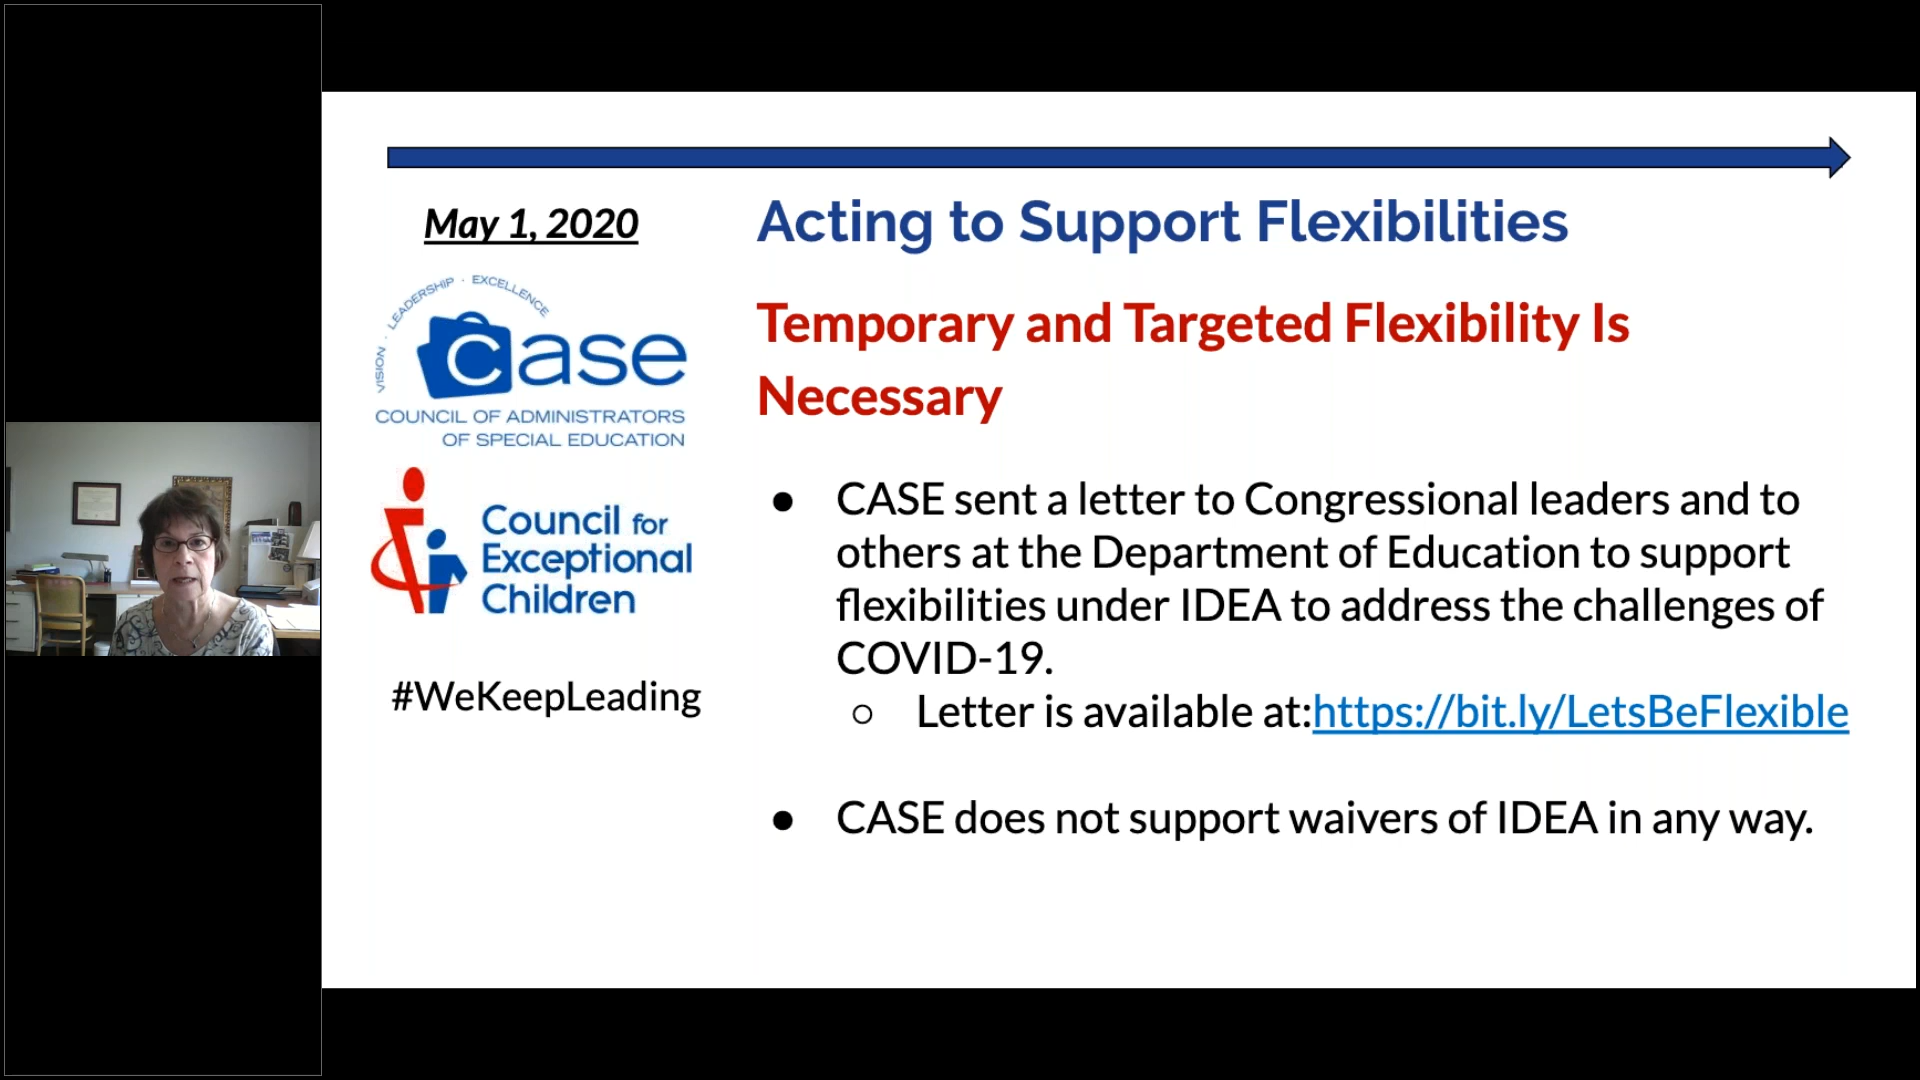 May 1, 2020
VISION · LEADERSHIP · EXCELLENCE
case
COUNCIL OF ADMINISTRATORS
OF SPECIAL EDUCATION
Council for
Exceptional
Children
#WeKeepLeading
Acting to Support Flexibilities
Temporary and Targeted Flexibility Is
Necessary
● CASE sent a letter to Congressional leaders and to
others at the Department of Education to support
flexibilities under IDEA to address the challenges of
COVID-19.
○ Letter is available at:https://bit.ly/LetsBeFlexible
● CASE does not support waivers of IDEA in any way.